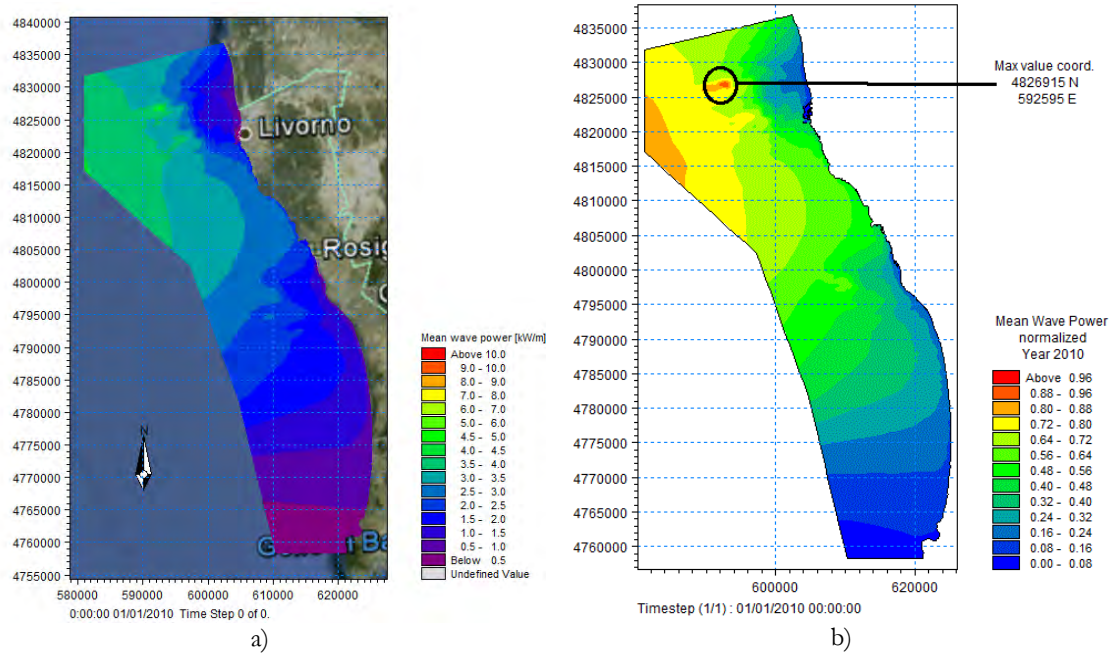 4840000
4835000
4830000
4825000
4820000
4815000
4810000
4805000
4800000
4795000
4790000
4785000
4780000
4775000
4770000
4765000
4760000
4755000
580000 590000 600000 610000 620000
0:00:00 01/01/2010 Time Step 0 of 0.
Livorno
Rosig
N
Mean wave power [kW/m]
Above 10.0
9.0 - 10.0
8.0 - 9.0
7.0 - 8.0
6.0 - 7.0
5.0 - 6.0
4.5 - 5.0
4.0 - 4.5
3.5 - 4.0
3.0 - 3.5
2.5 - 3.0
2.0 - 2.5
1.5 - 2.0
1.0 - 1.5
0.5 - 1.0
Below 0.5
Undefined Value
a)
4835000
4830000
4825000
4820000
4815000
4810000
4805000
4800000
4795000
4790000
4785000
4780000
4775000
4770000
4765000
4760000
600000 620000
Timestep (1/1) : 01/01/2010 00:00:00
Max value coord.
4826915 N
592595 E
Mean Wave Power
normalized
Year 2010
Above 0.96
0.88 - 0.96
0.80 - 0.88
0.72 - 0.80
0.64 - 0.72
0.56 - 0.64
0.48 - 0.56
0.40 - 0.48
0.32 - 0.40
0.24 - 0.32
0.16 - 0.24
0.08 - 0.16
0.00 - 0.08
b)